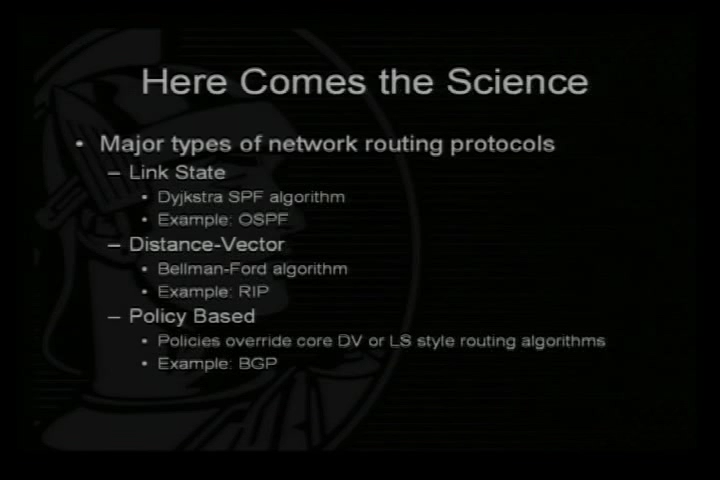 Here Comes the Science
• Major types of network routing protocols
– Link State
• Dyjkstra SPF algorithm
• Example: OSPF
– Distance-Vector
• Bellman-Ford algorithm
• Example: RIP
– Policy Based
• Policies override core DV or LS style routing algorithms
• Example: BGP